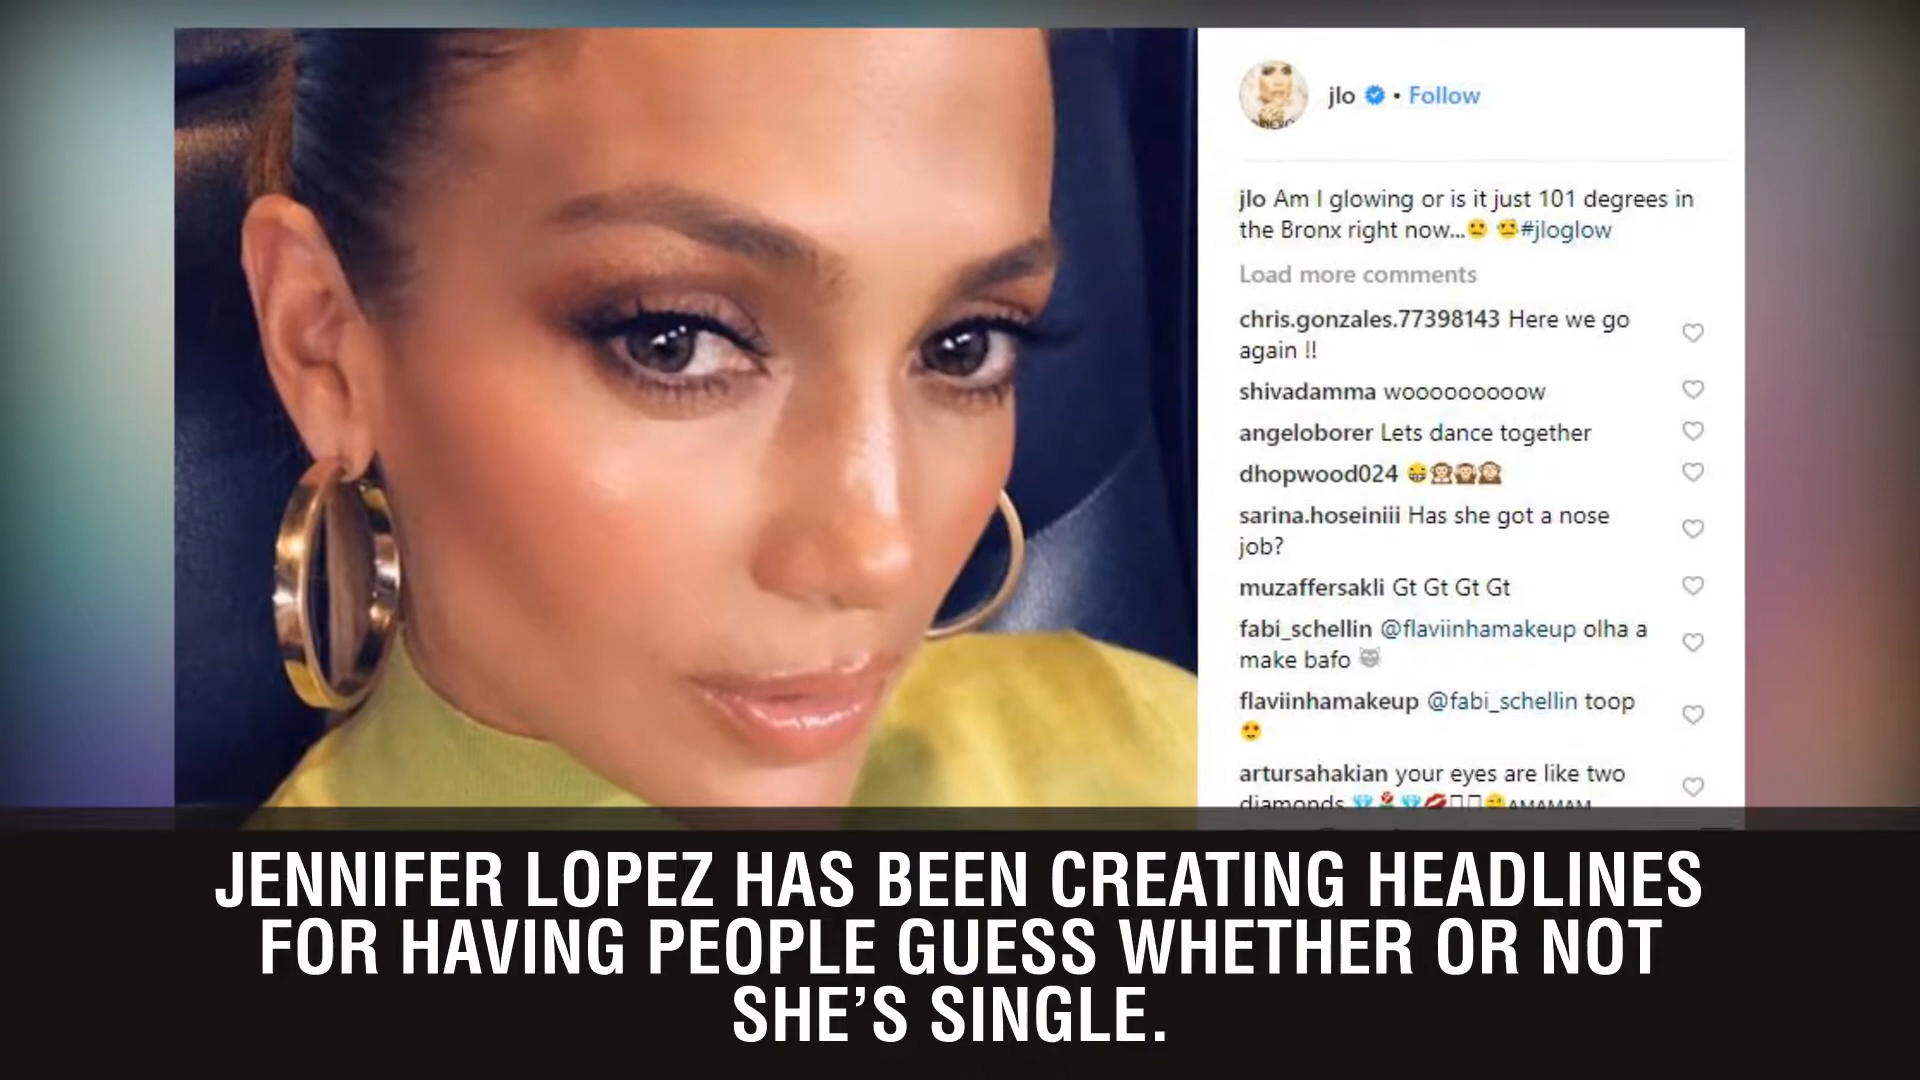 jlo • Follow
jlo Am I glowing or is it just 101 degrees in
the Bronx right now... #jloglow
Load more comments
chris.gonzales.77398143 Here we go
again !!
shivadamma wooooooooow
angeloborer Lets dance together
dhopwood024
sarina.hoseiniii Has she got a nose
job?
muzaffersakli Gt Gt Gt Gt
fabi_schellin @flaviinhamakeup olha a
make bafo
flaviinhamakeup @fabi_schellin toop
artursahakian your eyes are like two
diamonds AMAMAM
JENNIFER LOPEZ HAS BEEN CREATING HEADLINES
FOR HAVING PEOPLE GUESS WHETHER OR NOT
SHE’S SINGLE.